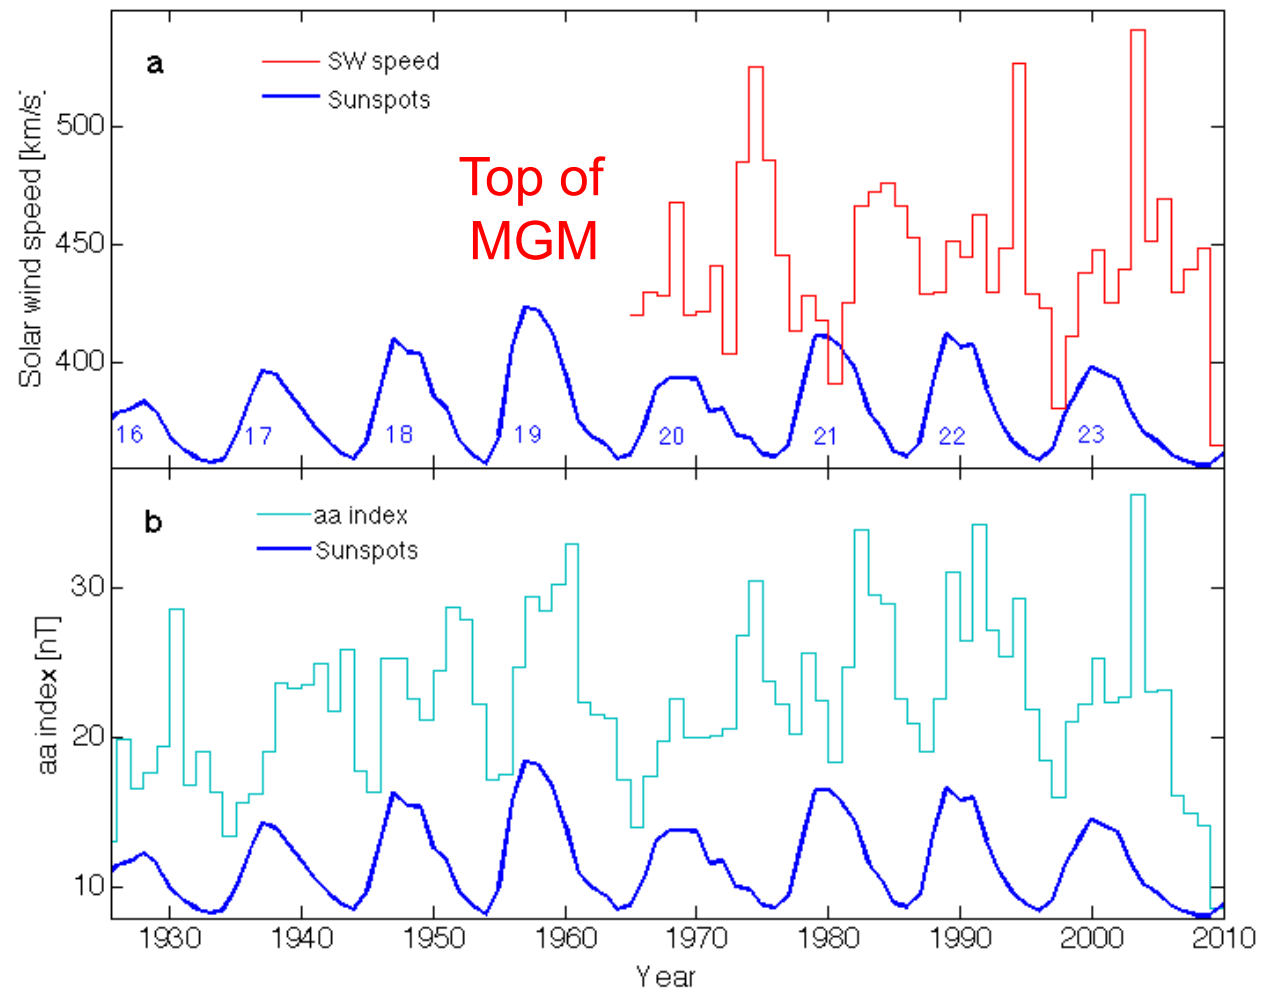 a
SW speed
Sunspots
Top of
MGM
Solar wind speed [km/s]
500
450
400
16
17
18
19
20
21
22
23
b
aa index
Sunspots
aa index [nT]
30
20
10
1930
1940
1950
1960
1970
1980
1990
2000
2010
Year